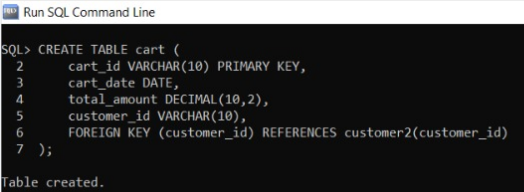 Run SQL Command Line
SQL> CREATE TABLE cart (
  2      cart_id VARCHAR(10) PRIMARY KEY,
  3      cart_date DATE,
  4      total_amount DECIMAL(10,2),
  5      customer_id VARCHAR(10),
  6      FOREIGN KEY (customer_id) REFERENCES customer2(customer_id)
  7  );
Table created.